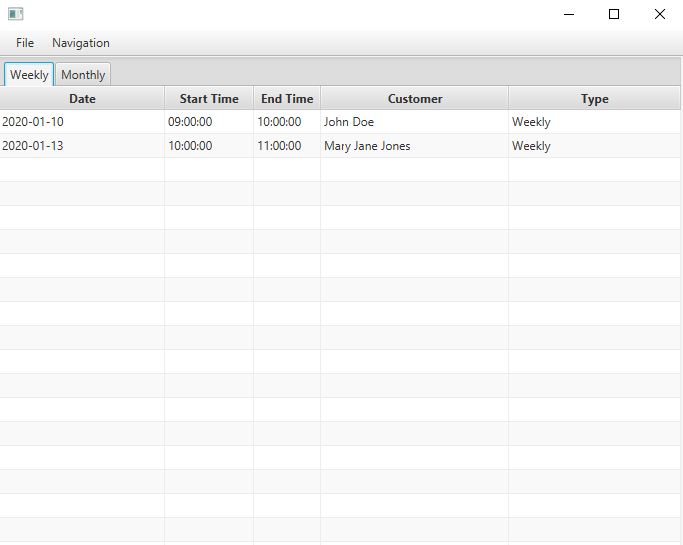 File Navigation
Weekly Monthly
Date Start Time End Time Customer Type
2020-01-10 09:00:00 10:00:00 John Doe Weekly
2020-01-13 10:00:00 11:00:00 Mary Jane Jones Weekly